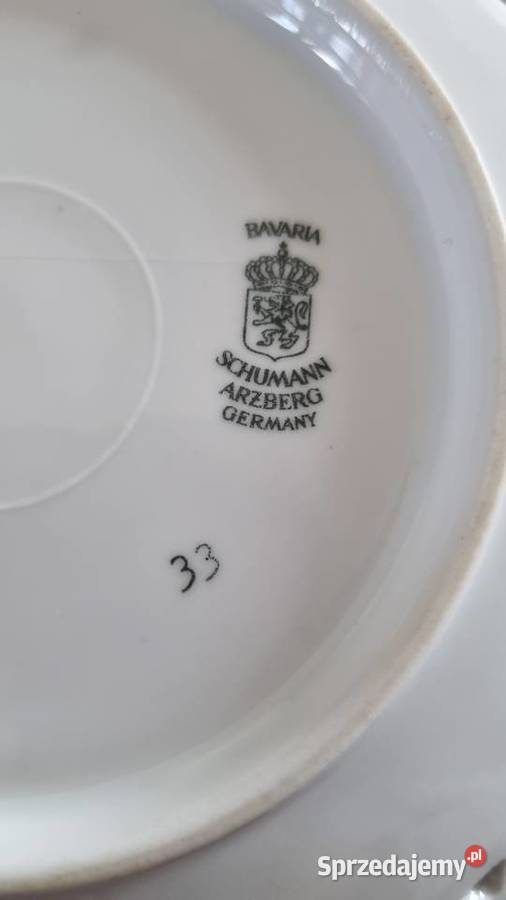 BAVARIA
SCHUMANN
ARZBERG
GERMANY
33
Sprzedajemy.pl